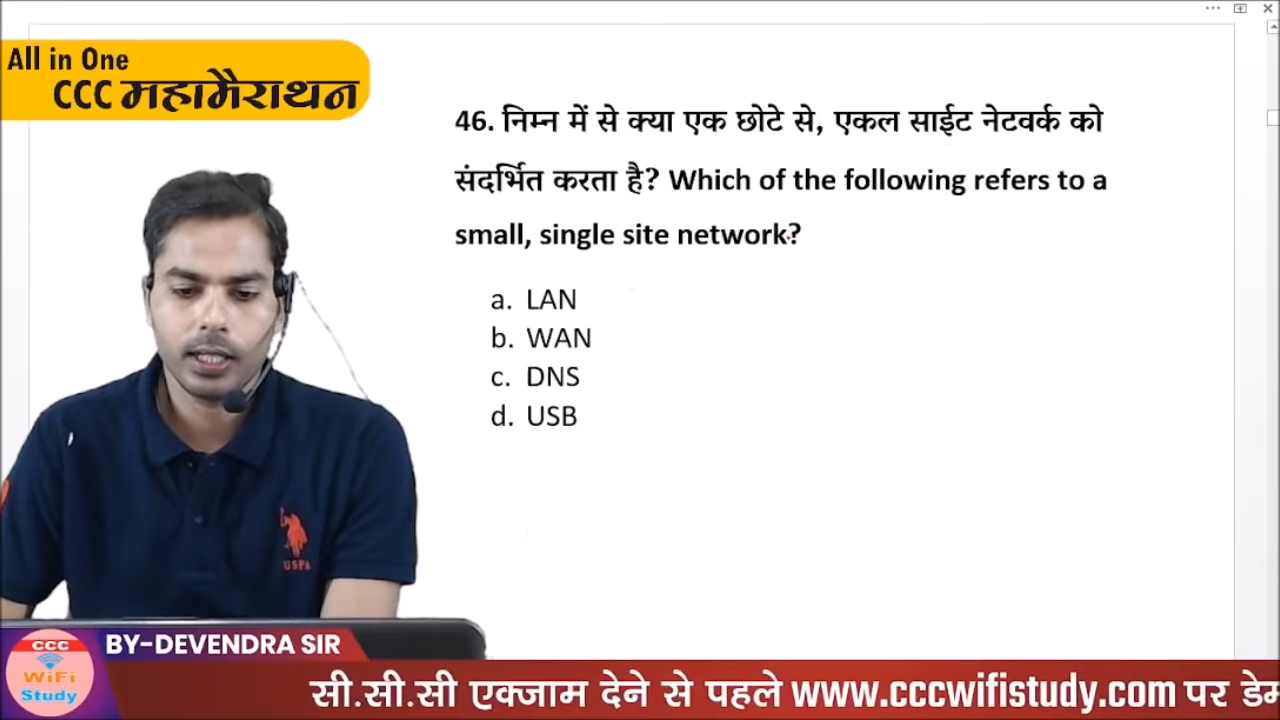 All in One
CCC महामैराथन
46. निम्न में से क्या एक छोटे से, एकल साईट नेटवर्क को
संदर्भित करता है? Which of the following refers to a
small, single site network?
a. LAN
b. WAN
c. DNS
d. USB
USPA
CCC
WiFi
Study
BY-DEVENDRA SIR
सी.सी.सी एक्जाम देने से पहले www.cccwifistudy.com पर डेम